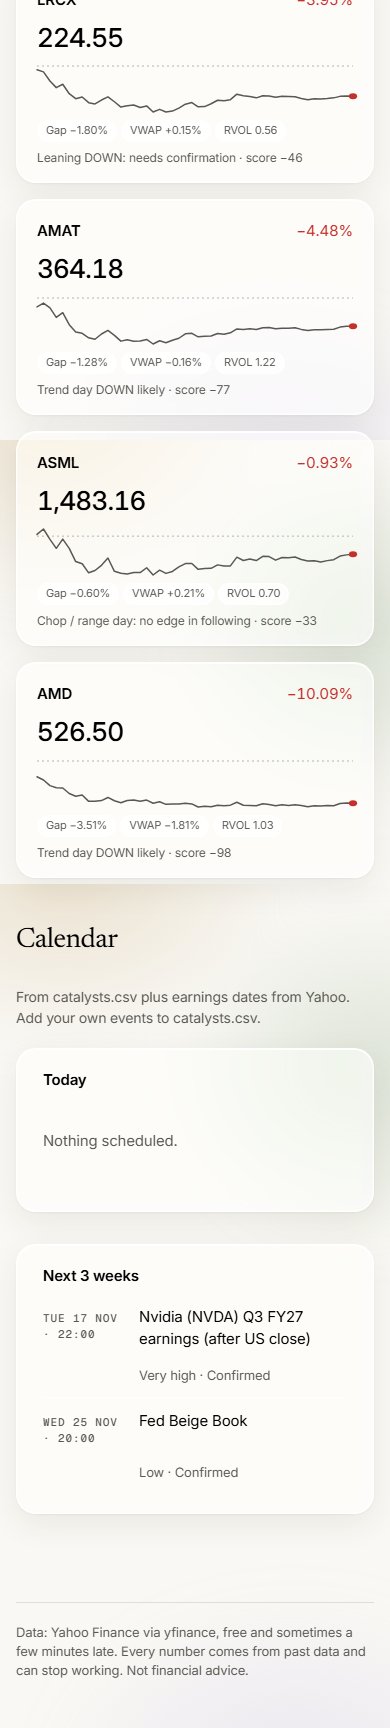 LRCX −3.95%
224.55
Gap −1.80% VWAP +0.15% RVOL 0.56
Leaning DOWN: needs confirmation · score −46
AMAT −4.48%
364.18
Gap −1.28% VWAP −0.16% RVOL 1.22
Trend day DOWN likely · score −77
ASML −0.93%
1,483.16
Gap −0.60% VWAP +0.21% RVOL 0.70
Chop / range day: no edge in following · score −33
AMD −10.09%
526.50
Gap −3.51% VWAP −1.81% RVOL 1.03
Trend day DOWN likely · score −98
Calendar
From catalysts.csv plus earnings dates from Yahoo.
Add your own events to catalysts.csv.
Today
Nothing scheduled.
Next 3 weeks
TUE 17 NOV
· 22:00
Nvidia (NVDA) Q3 FY27
earnings (after US close)
Very high · Confirmed
WED 25 NOV
· 20:00
Fed Beige Book
Low · Confirmed
Data: Yahoo Finance via yfinance, free and sometimes a
few minutes late. Every number comes from past data and
can stop working. Not financial advice.